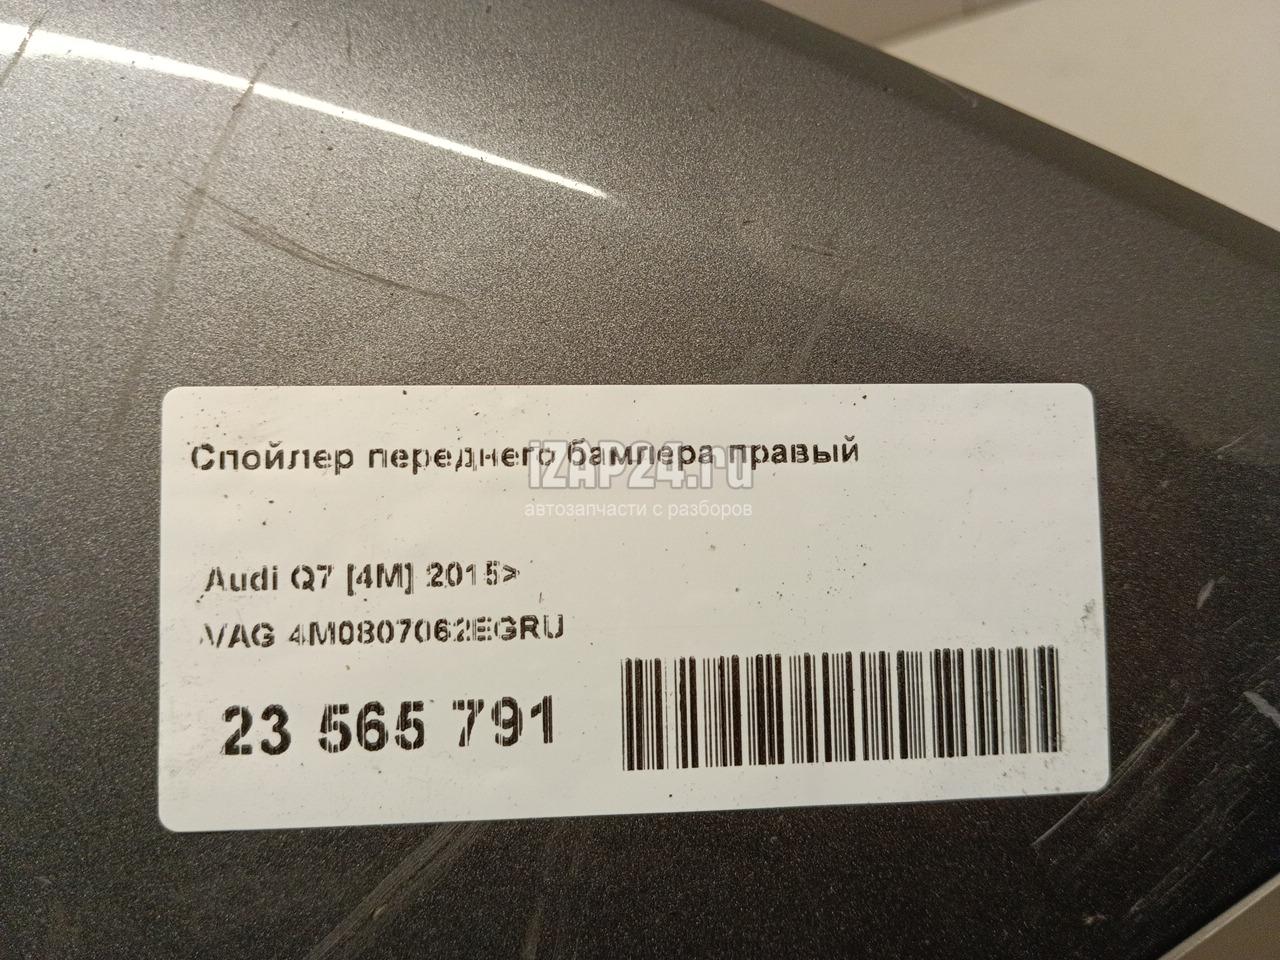 Спойлер переднего бампера правый
iZAP24.ru
автозапчасти с разборов
Audi Q7 [4M] 2015>
VAG 4M0807062EGRU
23 565 791